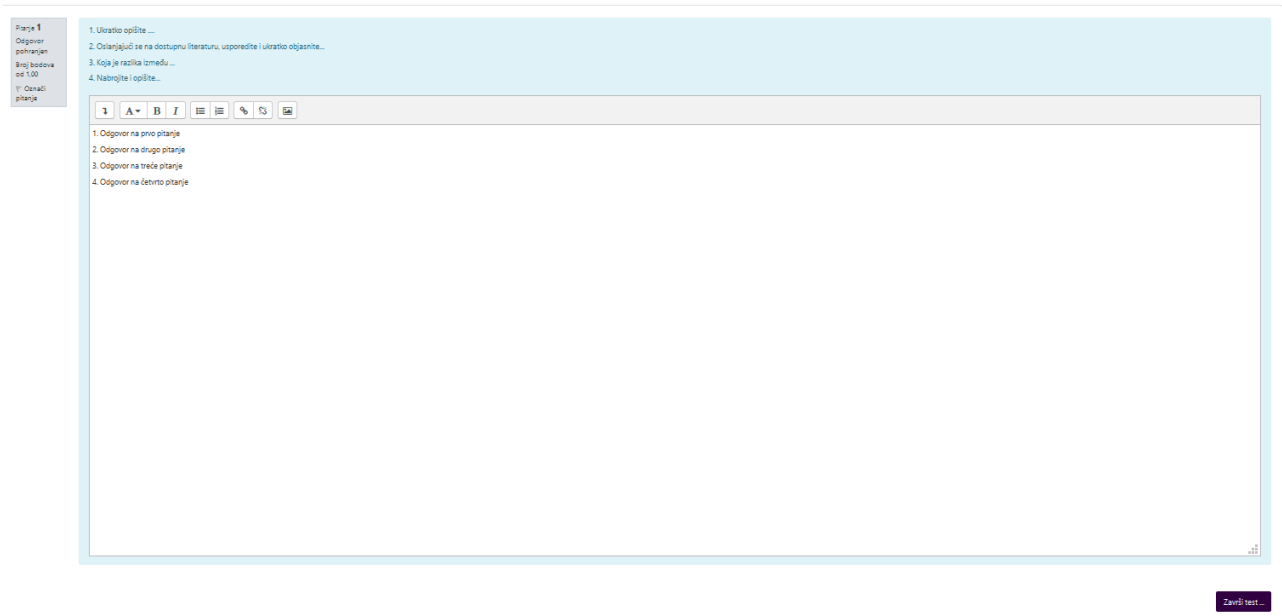 Pitanje 1
Odgovor
pohranjen
Broj bodova
od 1,00
Označi
pitanje
1. Ukratko opišite ....
2. Oslanjajući se na dostupnu literaturu, usporedite i ukratko objasnite...
3. Koja je razlika između ...
4. Nabrojite i opišite...
A B I
1. Odgovor na prvo pitanje
2. Odgovor na drugo pitanje
3. Odgovor na treće pitanje
4. Odgovor na četvrto pitanje
Završi test ...